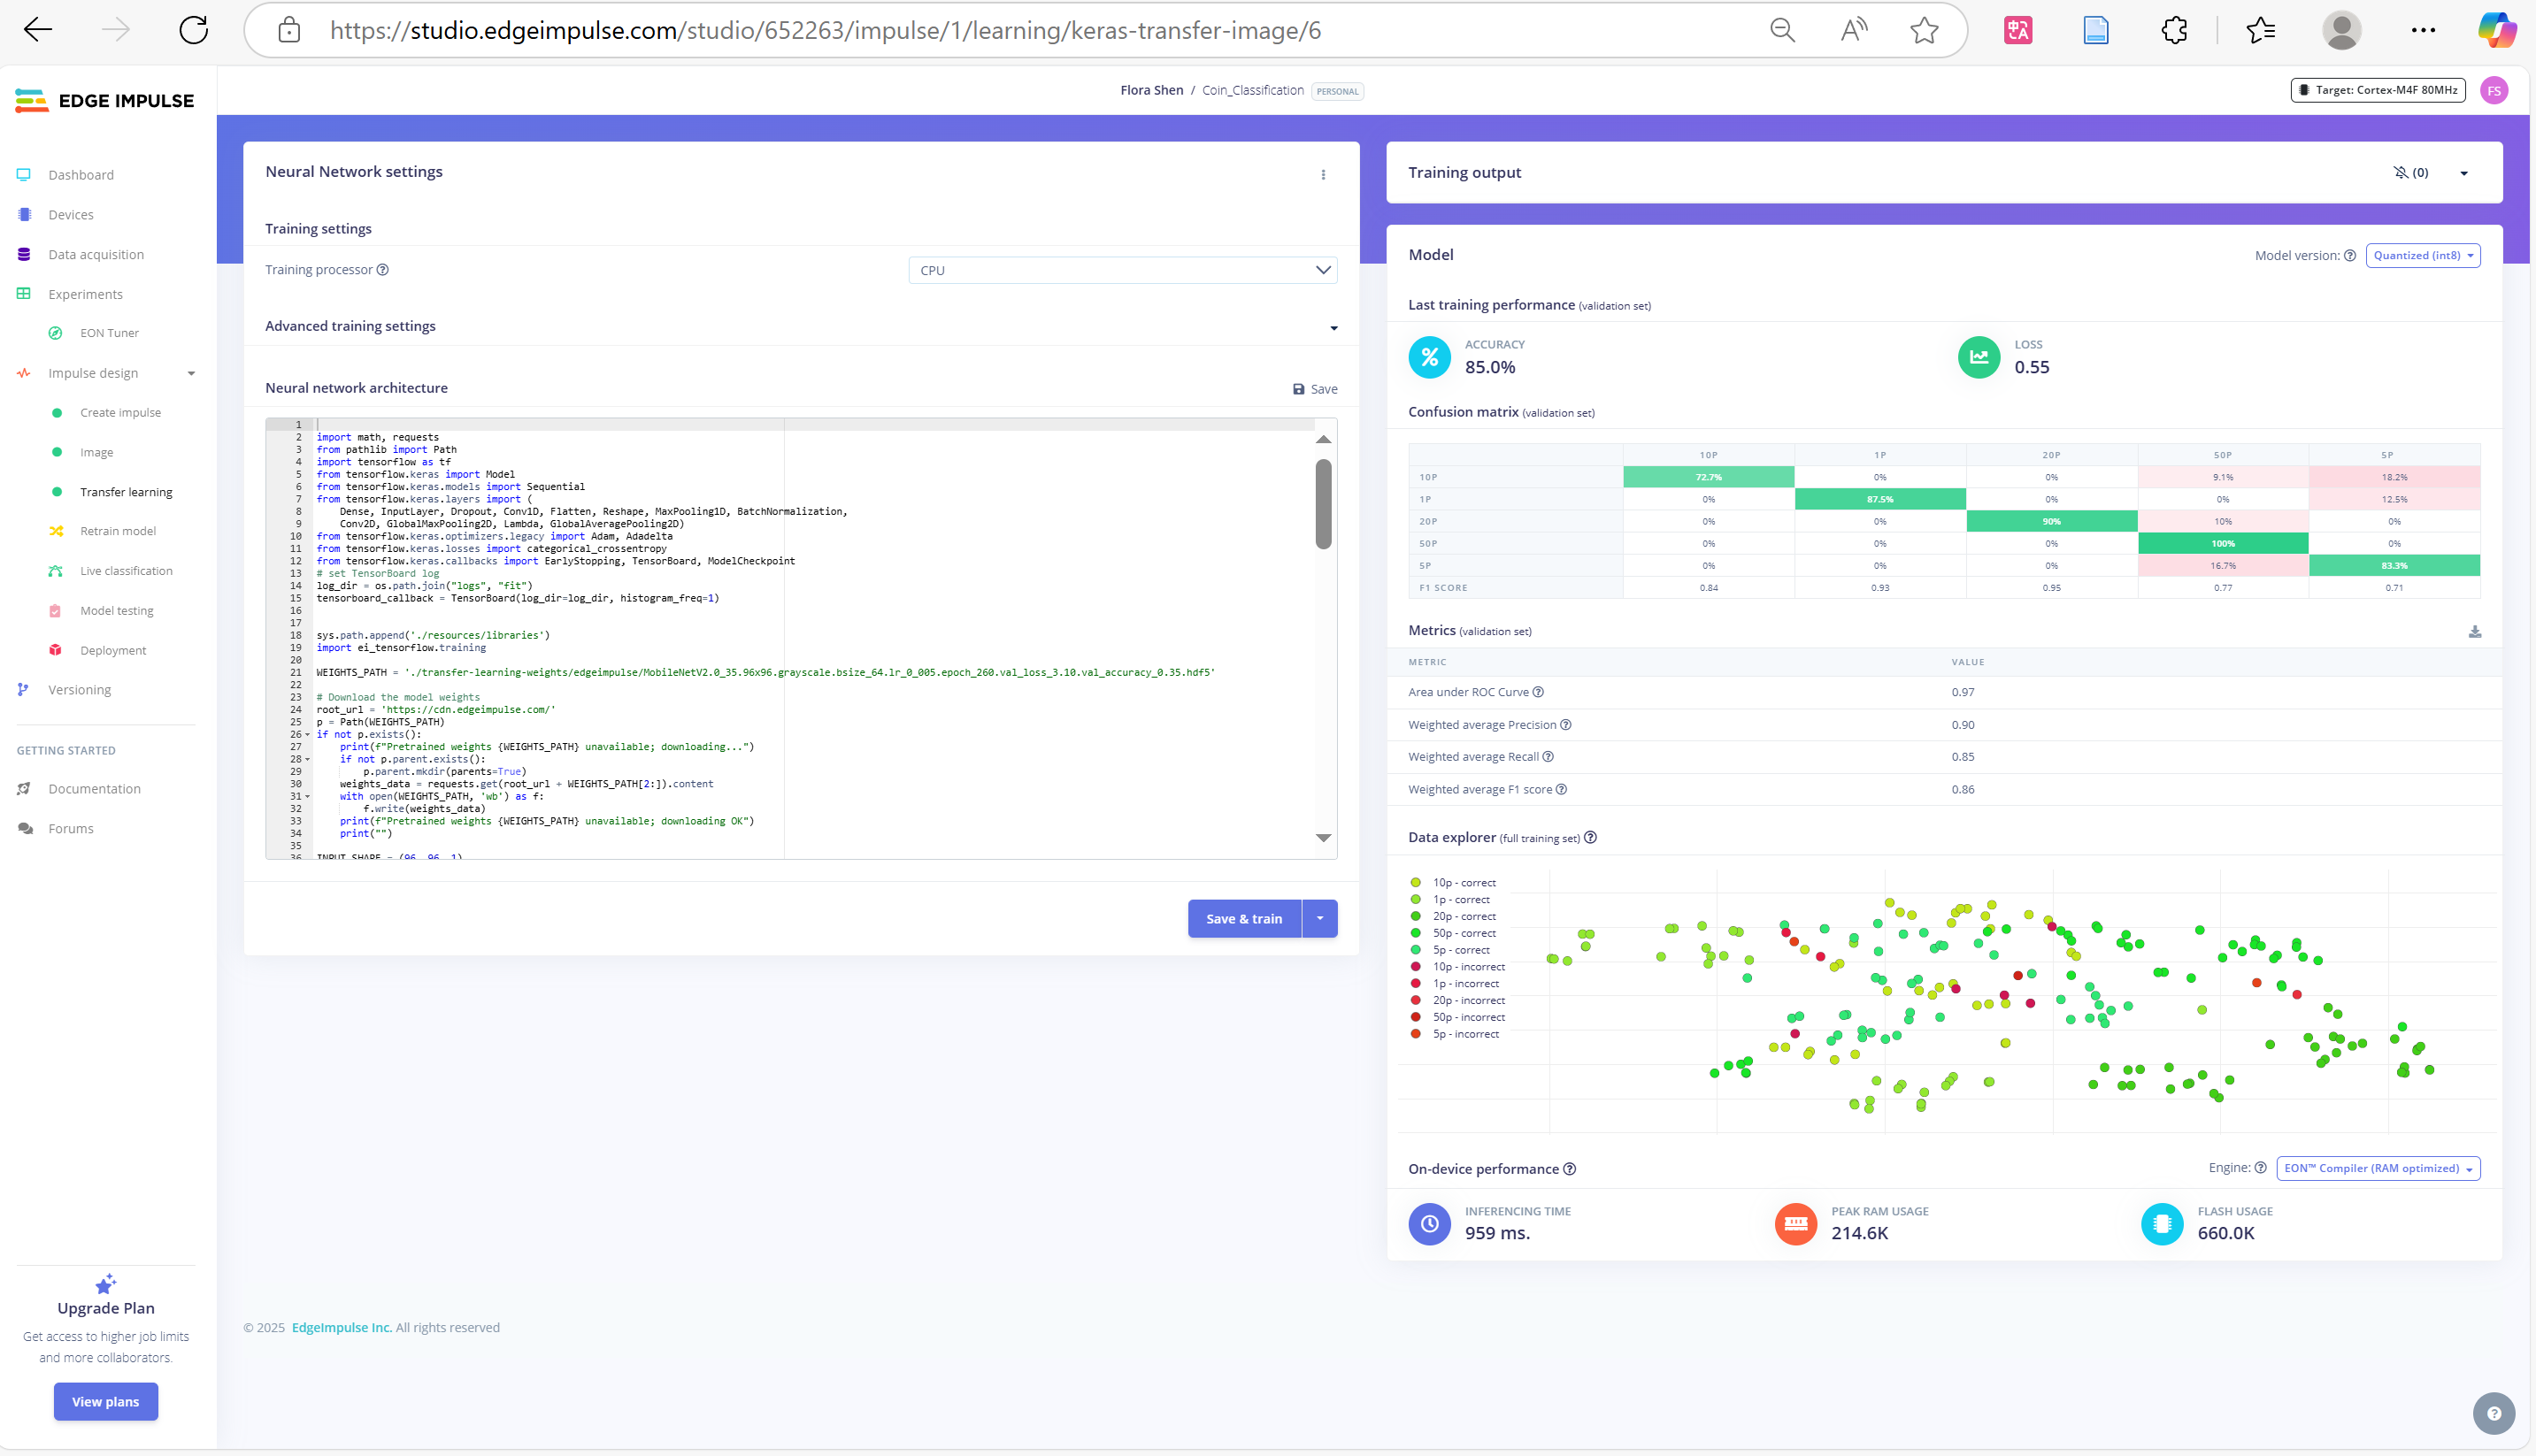 https://studio.edgeimpulse.com/studio/652263/impulse/1/learning/keras-transfer-image/6
EDGE IMPULSE
Flora Shen / Coin_Classification PERSONAL
Target: Cortex-M4F 80MHz
FS
Dashboard
Devices
Data acquisition
Experiments
EON Tuner
Impulse design
Create impulse
Image
Transfer learning
Retrain model
Live classification
Model testing
Deployment
Versioning
GETTING STARTED
Documentation
Forums
Upgrade Plan
Get access to higher job limits
and more collaborators.
View plans
Neural Network settings
Training settings
Training processor
CPU
Advanced training settings
Neural network architecture
Save
1
2 import math, requests
3 from pathlib import Path
4 import tensorflow as tf
5 from tensorflow.keras import Model
6 from tensorflow.keras.models import Sequential
7 from tensorflow.keras.layers import (
8 Dense, InputLayer, Dropout, Conv1D, Flatten, Reshape, MaxPooling1D, BatchNormalization,
9 Conv2D, GlobalMaxPooling2D, Lambda, GlobalAveragePooling2D)
10 from tensorflow.keras.optimizers.legacy import Adam, Adadelta
11 from tensorflow.keras.losses import categorical_crossentropy
12 from tensorflow.keras.callbacks import EarlyStopping, TensorBoard, ModelCheckpoint
13 # set TensorBoard log
14 log_dir = os.path.join("logs", "fit")
15 tensorboard_callback = TensorBoard(log_dir=log_dir, histogram_freq=1)
16
17
18 sys.path.append('./resources/libraries')
19 import ei_tensorflow.training
20
21 WEIGHTS_PATH = './transfer-learning-weights/edgeimpulse/MobileNetV2.0_35.96x96.grayscale.bsize_64.lr_0_005.epoch_260.val_loss_3.10.val_accuracy_0.35.hdf5'
22
23 # Download the model weights
24 root_url = 'https://cdn.edgeimpulse.com/'
25 p = Path(WEIGHTS_PATH)
26 if not p.exists():
27 print(f"Pretrained weights {WEIGHTS_PATH} unavailable; downloading...")
28 if not p.parent.exists():
29 p.parent.mkdir(parents=True)
30 weights_data = requests.get(root_url + WEIGHTS_PATH[2:]).content
31 with open(WEIGHTS_PATH, 'wb') as f:
32 f.write(weights_data)
33 print(f"Pretrained weights {WEIGHTS_PATH} unavailable; downloading OK")
34 print("")
35
36 INPUT_SHAPE = (96, 96, 1)
Save & train
© 2025 EdgeImpulse Inc. All rights reserved
Training output
(0)
Model
Model version: Quantized (int8)
Last training performance (validation set)
ACCURACY
85.0%
LOSS
0.55
Confusion matrix (validation set)
10P 1P 20P 50P 5P
10P 72.7% 0% 0% 9.1% 18.2%
1P 0% 87.5% 0% 0% 12.5%
20P 0% 0% 90% 10% 0%
50P 0% 0% 0% 100% 0%
5P 0% 0% 0% 16.7% 83.3%
F1 SCORE 0.84 0.93 0.95 0.77 0.71
Metrics (validation set)
METRIC VALUE
Area under ROC Curve 0.97
Weighted average Precision 0.90
Weighted average Recall 0.85
Weighted average F1 score 0.86
Data explorer (full training set)
10p - correct
1p - correct
20p - correct
50p - correct
5p - correct
10p - incorrect
1p - incorrect
20p - incorrect
50p - incorrect
5p - incorrect
On-device performance
Engine: EON™ Compiler (RAM optimized)
INFERENCING TIME
959 ms.
PEAK RAM USAGE
214.6K
FLASH USAGE
660.0K